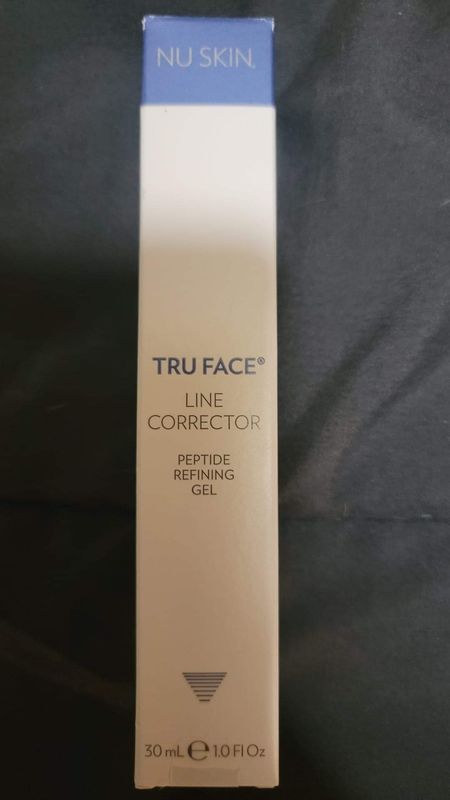 NU SKIN.
TRU FACE®
LINE
CORRECTOR
PEPTIDE
REFINING
GEL
30 mL ℮ 1.0 Fl Oz